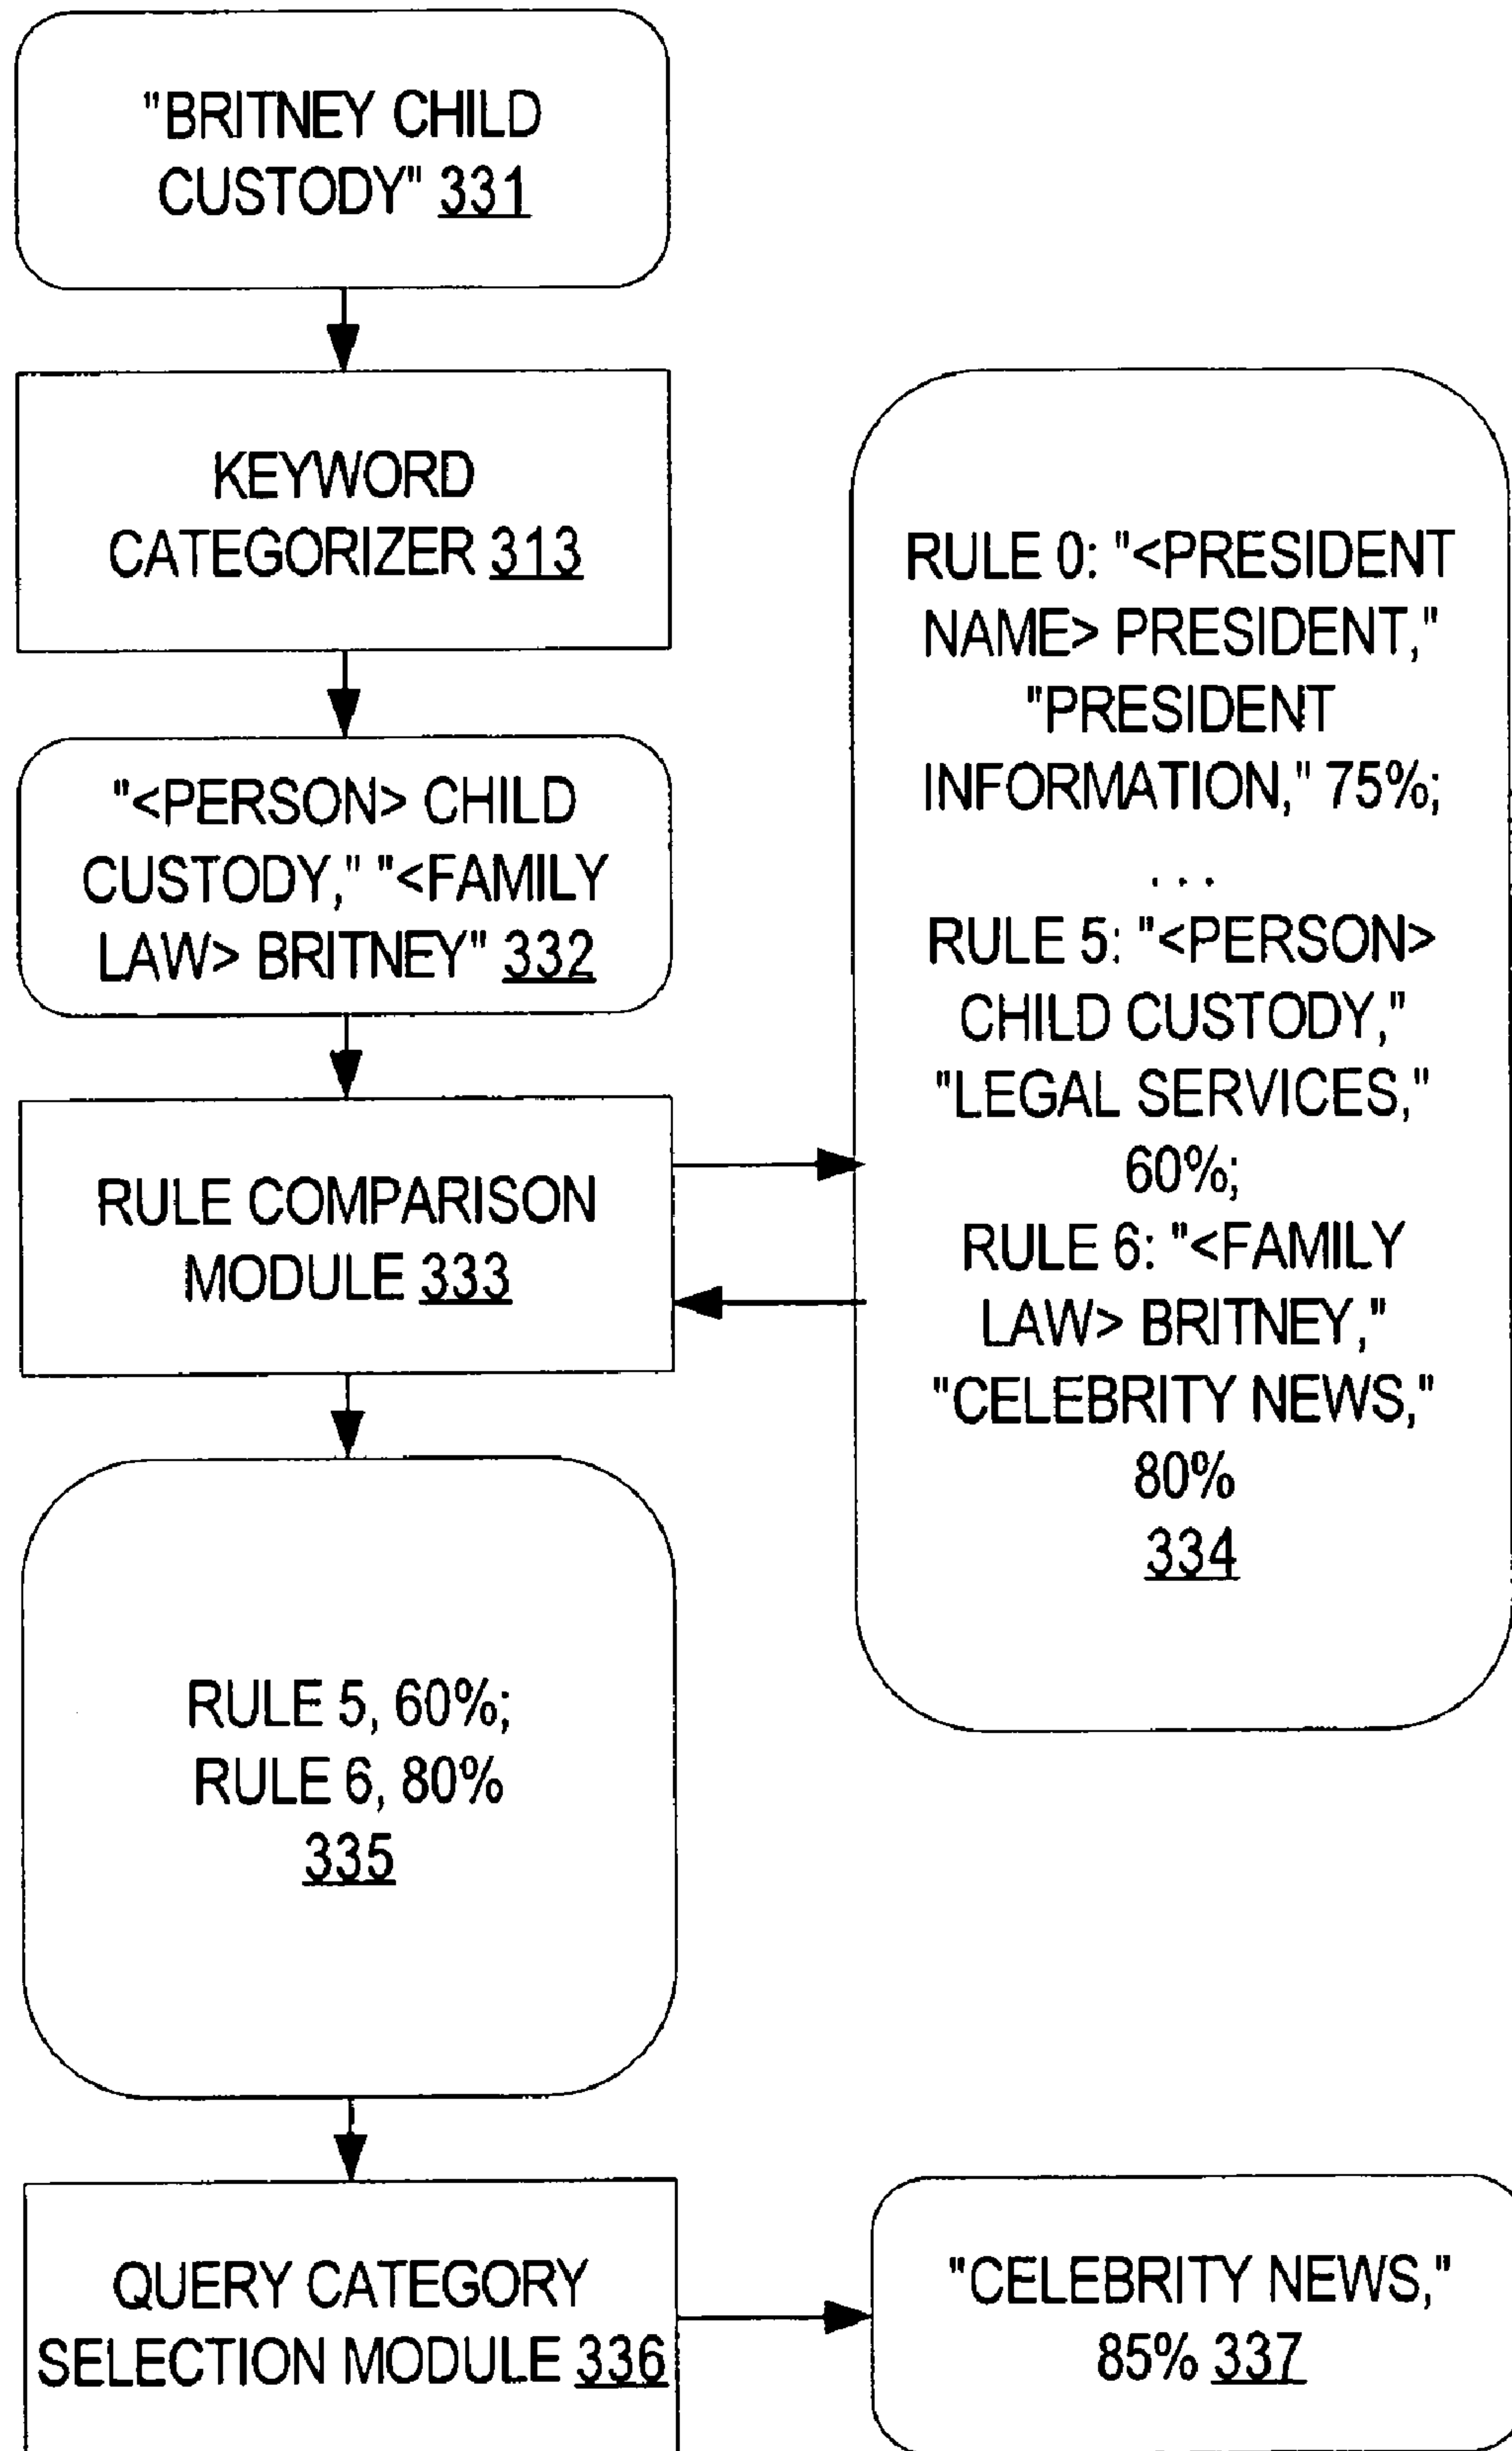 "BRITNEY CHILD
CUSTODY" 331
KEYWORD
CATEGORIZER 313
"<PERSON> CHILD
CUSTODY," "<FAMILY
LAW> BRITNEY" 332
RULE COMPARISON
MODULE 333
RULE 0: "<PRESIDENT
NAME> PRESIDENT,"
"PRESIDENT
INFORMATION," 75%;
...
RULE 5: "<PERSON>
CHILD CUSTODY,"
"LEGAL SERVICES,"
60%;
RULE 6: "<FAMILY
LAW> BRITNEY,"
"CELEBRITY NEWS,"
80%
334
RULE 5, 60%;
RULE 6, 80%
335
QUERY CATEGORY
SELECTION MODULE 336
"CELEBRITY NEWS,"
85% 337